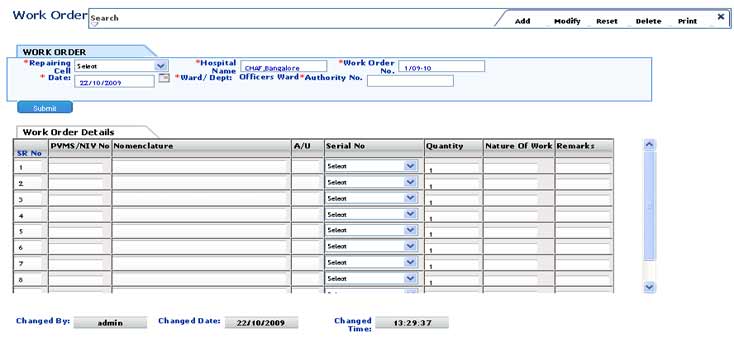 Work Order Search Add Modify Reset Delete Print X
WORK ORDER
*Repairing Cell Select *Hospital Name CHAF,Bangalore *Work Order No. 1/09-10
* Date: 22/10/2009 *Ward/ Dept: Officers Ward *Authority No.
Submit
Work Order Details
SR No PVMS/NIV No Nomenclature A/U Serial No Quantity Nature Of Work Remarks
1 Select 1
2 Select 1
3 Select 1
4 Select 1
5 Select 1
6 Select 1
7 Select 1
8 Select 1
Changed By: admin Changed Date: 22/10/2009 Changed Time: 13:29:37